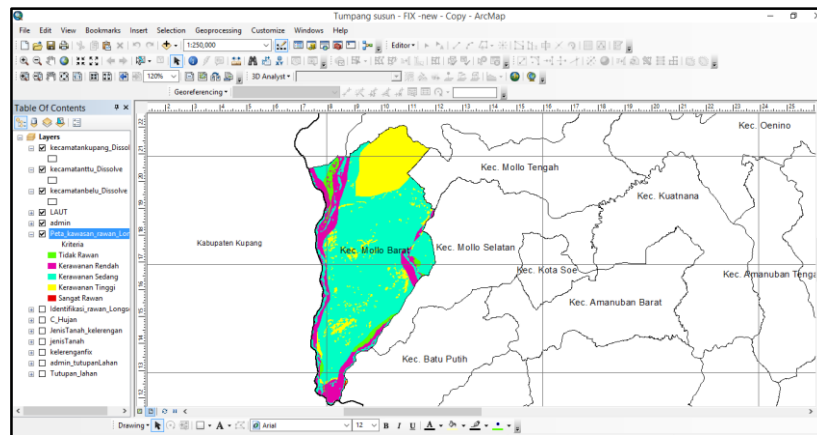 Tumpang susun - FIX -new - Copy - ArcMap
File Edit View Bookmarks Insert Selection Geoprocessing Customize Windows Help
1:250,000 Editor
120% 3D Analyst
Georeferencing
Table Of Contents
Layers
kecamatankupang_Disso
kecamatanttu_Dissolve
kecamatanbelu_Dissolve
LAUT
admin
Peta_kawasan_rawan_Lon
Kriteria
Tidak Rawan
Kerawanan Rendah
Kerawanan Sedang
Kerawanan Tinggi
Sangat Rawan
Identifikasi_rawan_Longs
C_Hujan
JenisTanah_kelerengan
jenisTanah
kelerenganfix
admin_tutupanLahan
Tutupan_lahan
Kec. Oenino
Kec. Mollo Tengah
Kec. Kuatnana
Kabupaten Kupang
Kec. Mollo Barat
Kec. Mollo Selatan
Kec. Kota Soe
Kec. Amanuban Tenga
Kec. Amanuban Barat
Kec. Batu Putih
Drawing Arial 12 B I U A